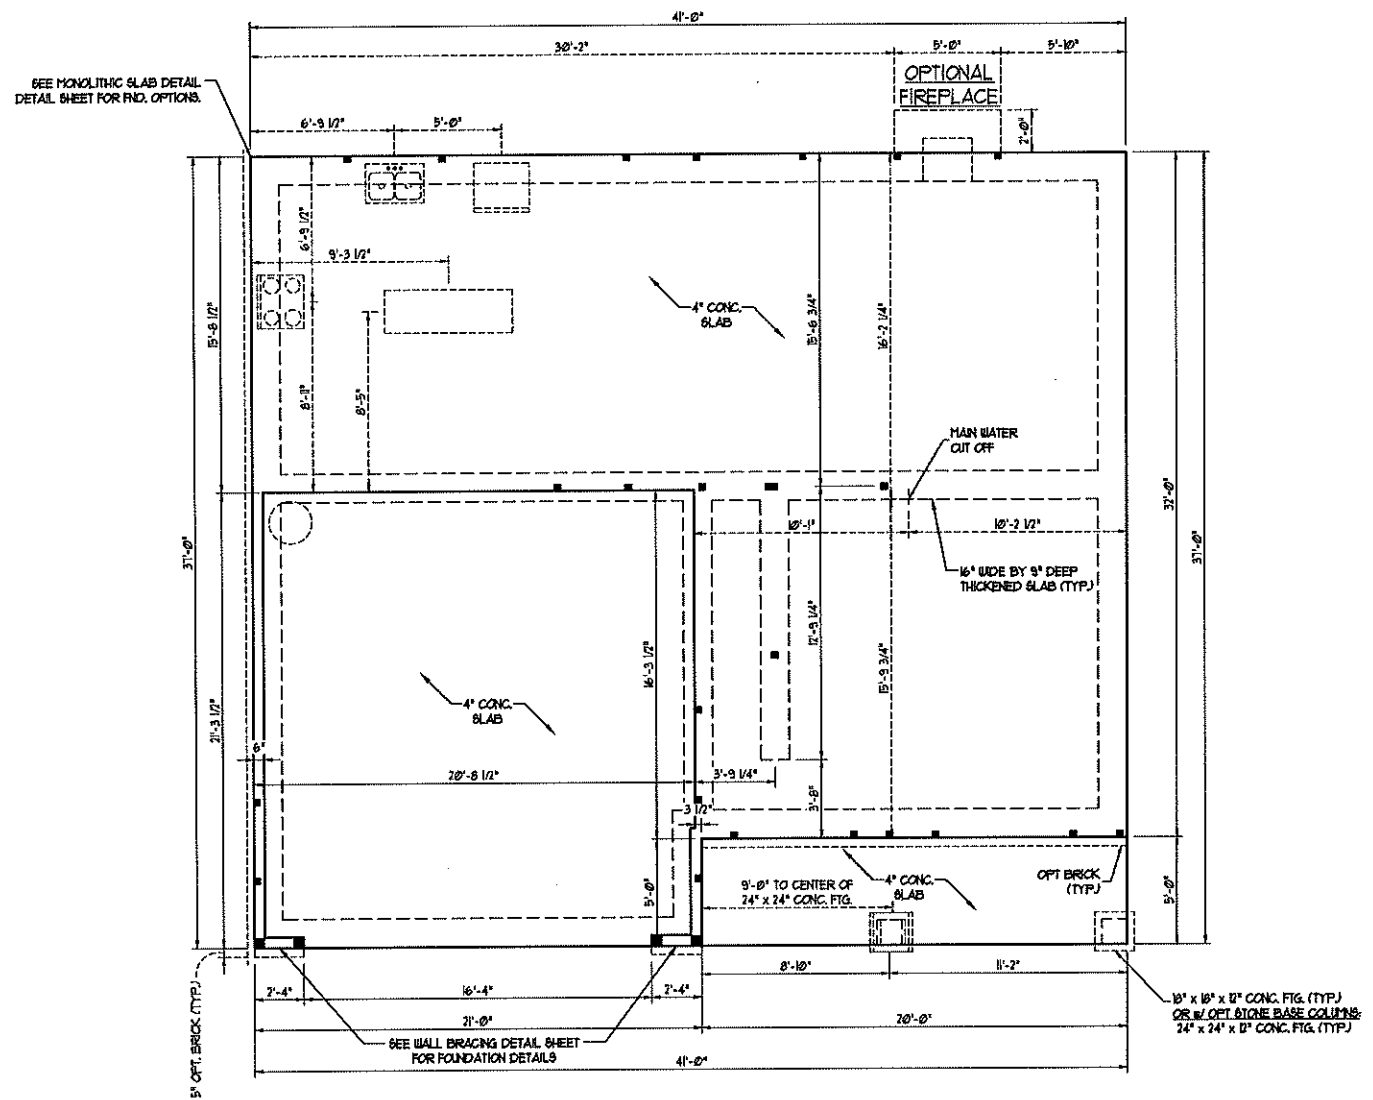 41'-0"
30'-2"
5'-0"
5'-10"
OPTIONAL
FIREPLACE
SEE MONOLITHIC SLAB DETAIL
DETAIL SHEET FOR FND. OPTIONS.
6'-9 1/2"
5'-0"
2'-0"
6'-9 1/2"
9'-3 1/2"
15'-8 1/2"
4" CONC.
SLAB
15'-6 3/4"
16'-2 1/4"
8'-11"
8'-5"
MAIN WATER
CUT OFF
32'-0"
37'-0"
37'-0"
10'-1"
10'-2 1/2"
16" WIDE BY 9" DEEP
THICKENED SLAB (TYP.)
12'-9 1/4"
16'-3 1/2"
15'-9 3/4"
21'-3 1/2"
4" CONC.
SLAB
6"
20'-8 1/2"
3'-9 1/4"
3'-8"
3 1/2"
5'-0"
9'-0" TO CENTER OF
24" x 24" CONC. FTG.
4" CONC.
SLAB
OPT BRICK
(TYP.)
5'-0"
8'-10"
11'-2"
2'-4"
16'-4"
2'-4"
18" x 18" x 12" CONC. FTG. (TYP.)
OR w/ OPT STONE BASE COLUMNS:
24" x 24" x 12" CONC. FTG. (TYP.)
21'-0"
20'-0"
SEE WALL BRACING DETAIL SHEET
FOR FOUNDATION DETAILS
41'-0"
5" OPT. BRICK (TYP.)